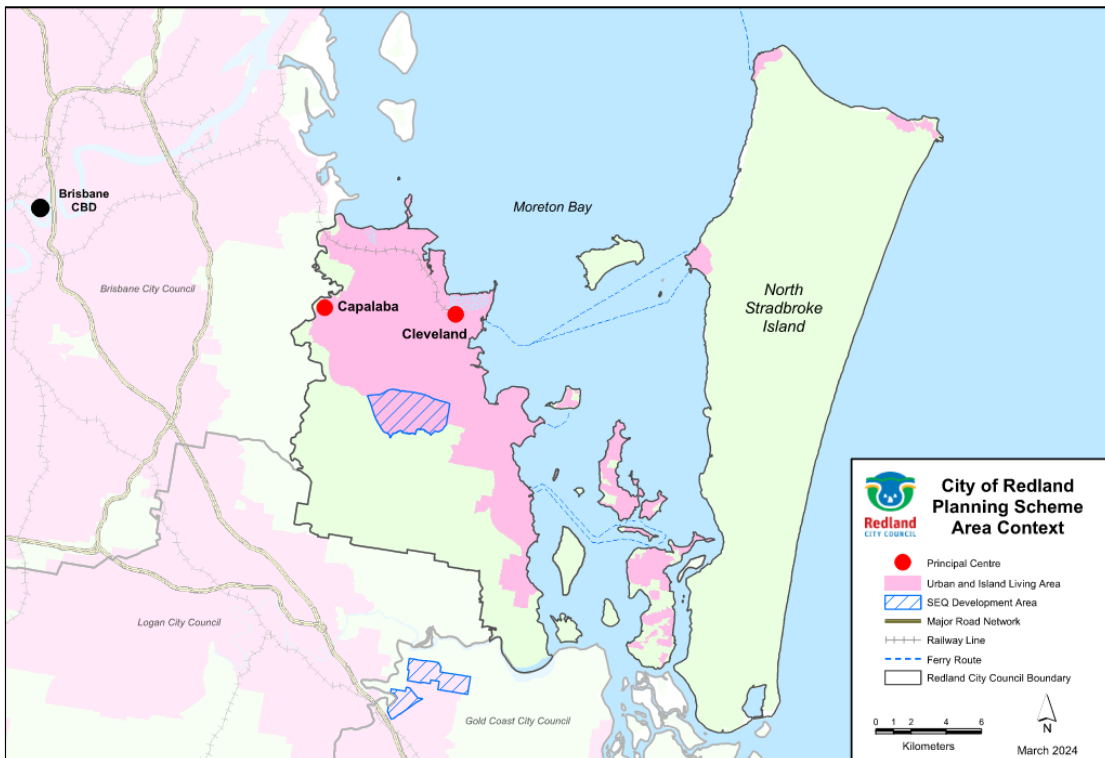 Brisbane
CBD
Moreton Bay
Brisbane City Council
North
Stradbroke
Island
Capalaba
Cleveland
Logan City Council
Gold Coast City Council
Redland
CITY COUNCIL
City of Redland
Planning Scheme
Area Context
Principal Centre
Urban and Island Living Area
SEQ Development Area
Major Road Network
Railway Line
Ferry Route
Redland City Council Boundary
0 1 2 4 6
Kilometers
N
March 2024